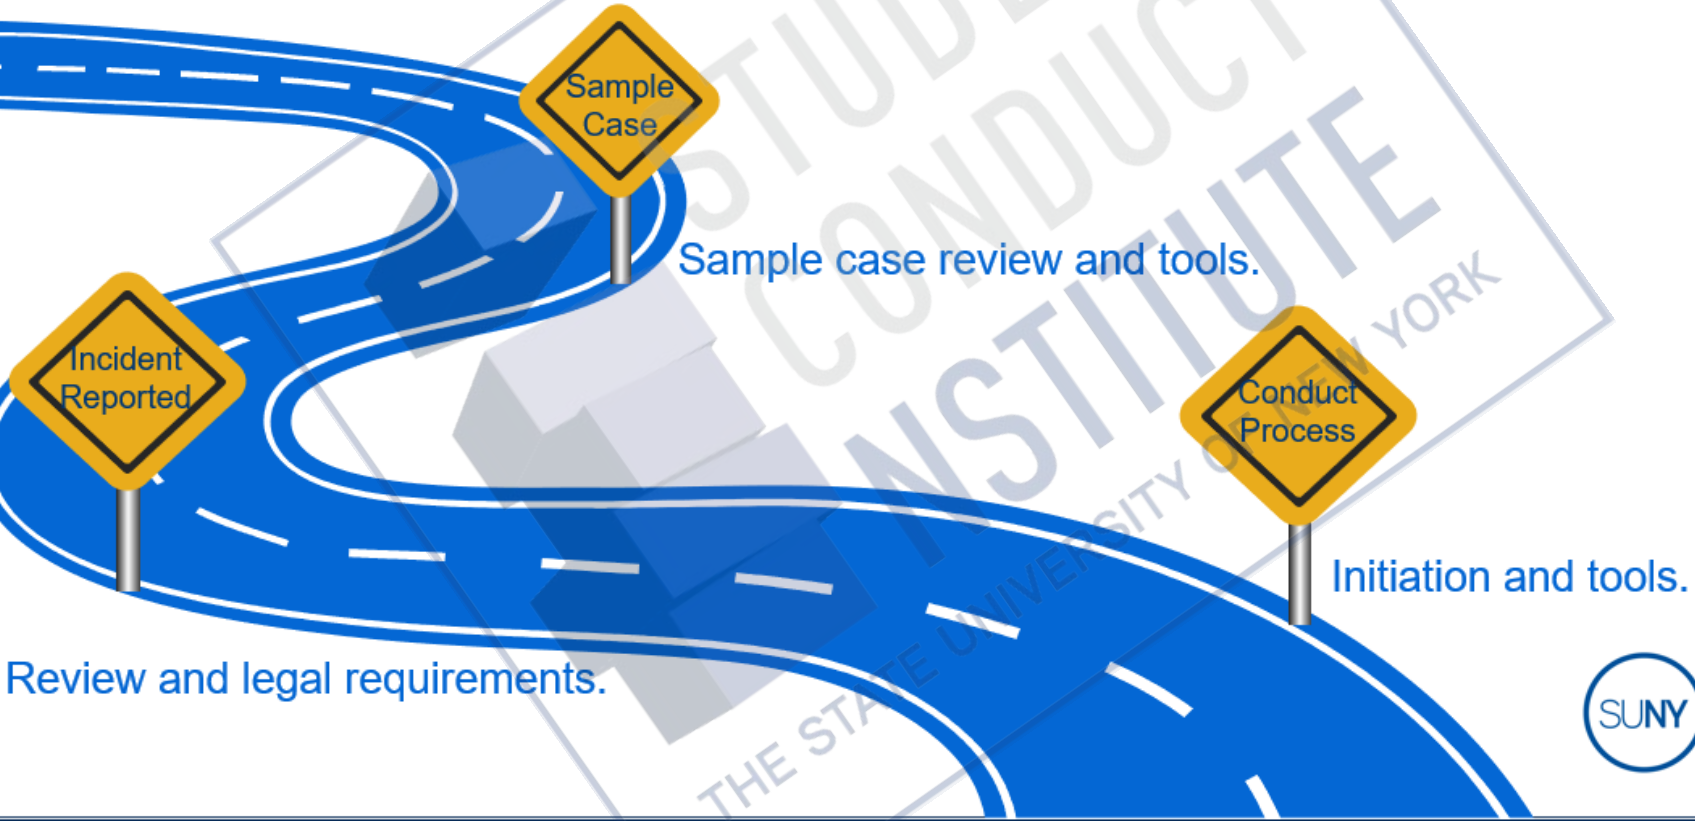 Sample
Case
Sample case review and tools.
Incident
Reported
Conduct
Process
Initiation and tools.
Review and legal requirements.
SUNY
CONDUCT
INSTITUTE
THE STATE UNIVERSITY OF NEW YORK